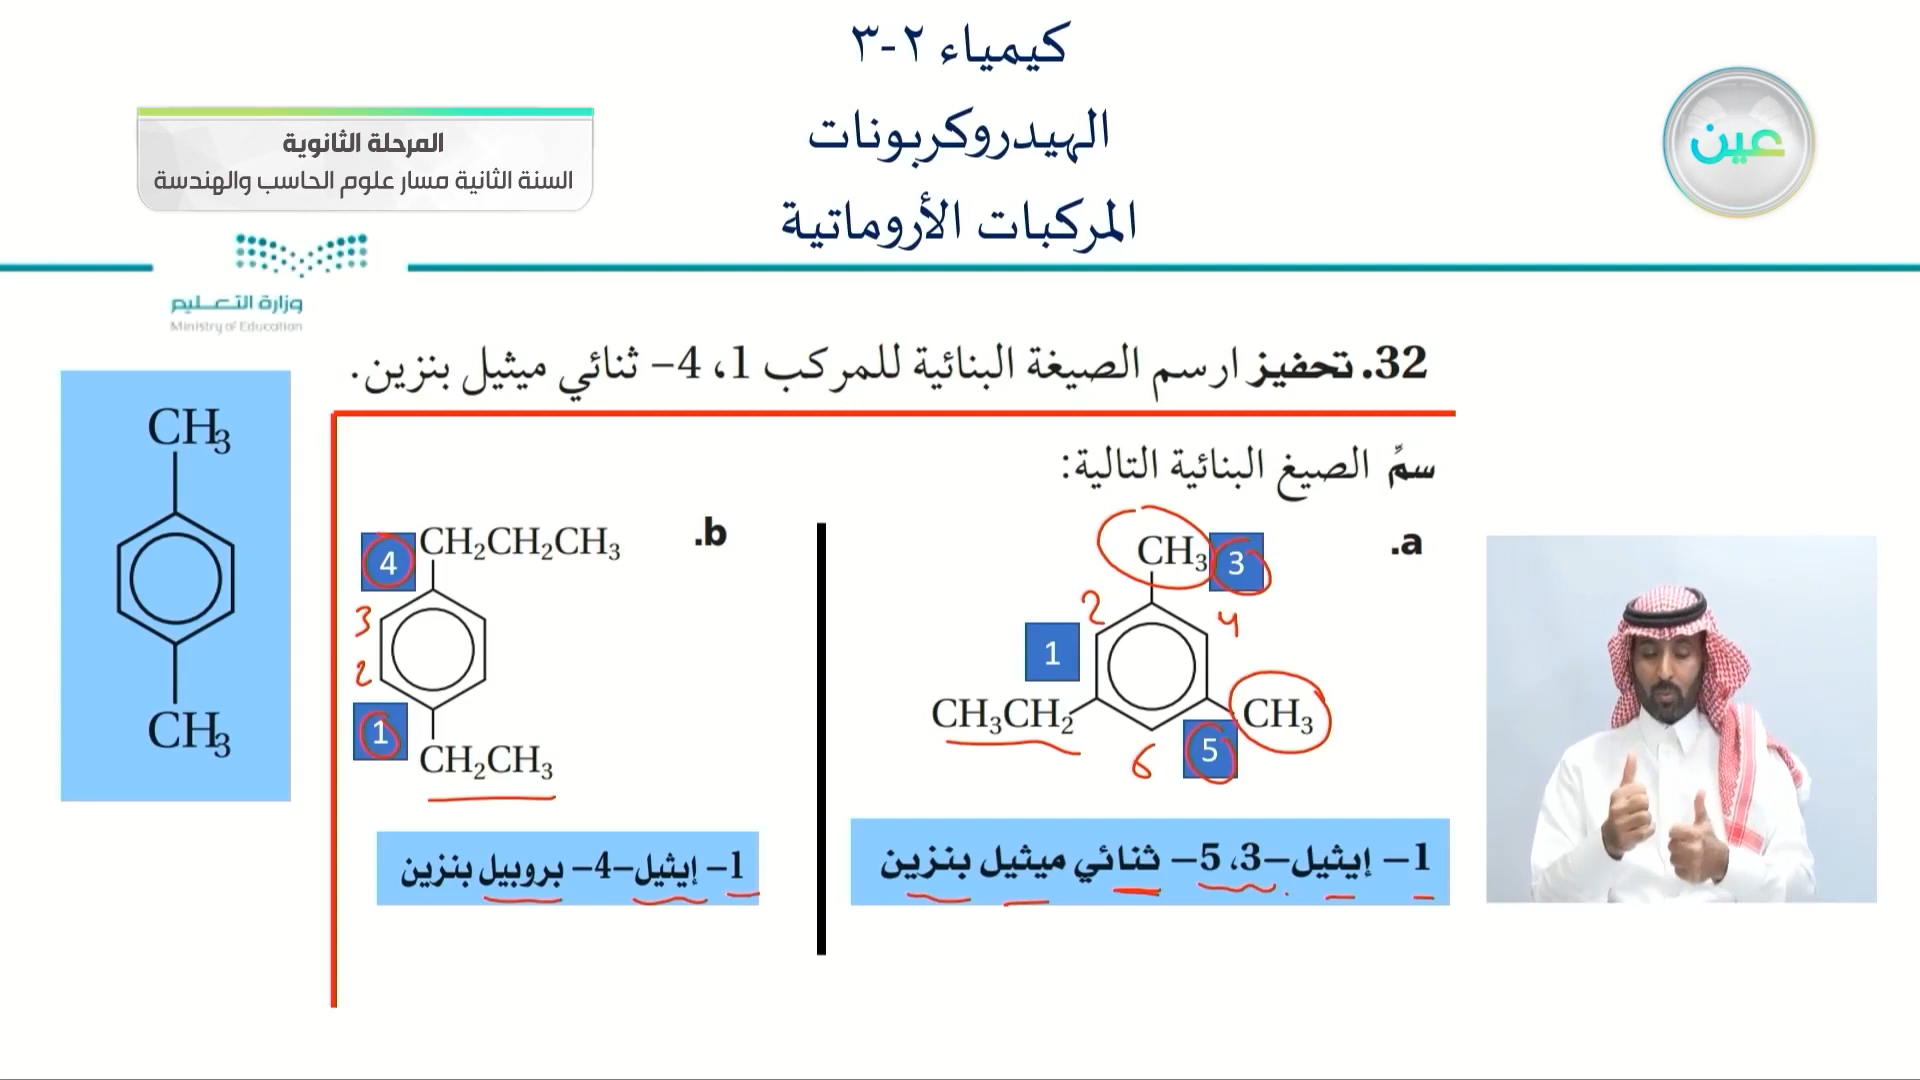 كيمياء ٢-٣
الهيدروكربونات
المركبات الأروماتية
عين
المرحلة الثانوية
السنة الثانية مسار علوم الحاسب والهندسة
وزارة التعليم
Ministry of Education
32. تحفيز ارسم الصيغة البنائية للمركب 1، 4- ثنائي ميثيل بنزين.
CH3
CH3
سمِّ الصيغ البنائية التالية:
.a
CH3 3
2 4
1
CH3CH2 CH3
6 5
1- إيثيل-3، 5- ثنائي ميثيل بنزين
.b
4 CH2CH2CH3
3
2
1
CH2CH3
1- إيثيل-4- بروبيل بنزين